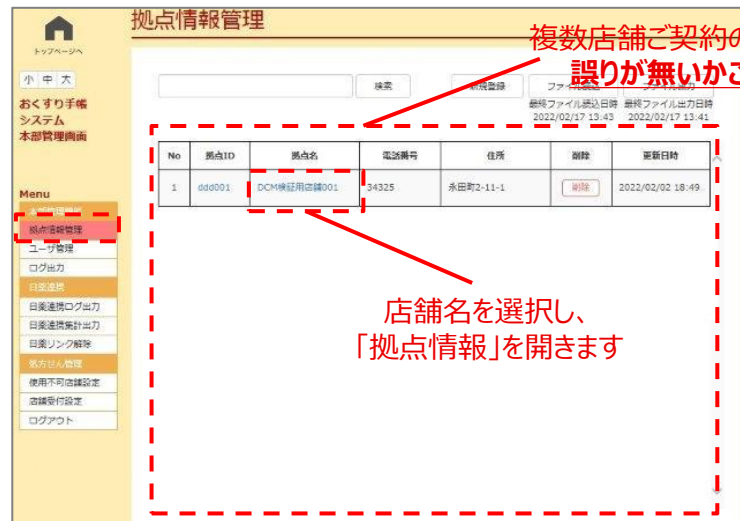 拠点情報管理
トップページへ
小 中 大
おくすり手帳
システム
本部管理画面
複数店舗ご契約の
誤りが無いかご
検索
新規登録
最終ファイル読込日時 最終ファイル出力日時
2022/02/17 13:43 2022/02/17 13:41
No 拠点ID 拠点名 電話番号 住所 削除 更新日時
1 ddd001 DCM検証用店舗001 34325 永田町2-11-1 削除 2022/02/02 18:49
Menu
拠点情報管理
ユーザ管理
ログ出力
日薬連携
日薬連携ログ出力
日薬連携集計出力
日薬リンク解除
処方せん管理
使用不可店舗設定
店舗受付設定
ログアウト
店舗名を選択し、
「拠点情報」を開きます